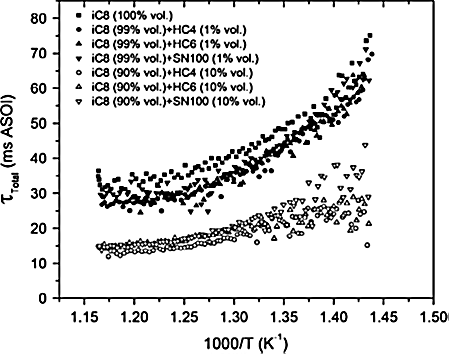 80
70
60
50
40
30
20
10
0
τTotal (ms ASOI)
iC8 (100% vol.)
iC8 (99% vol.)+HC4 (1% vol.)
iC8 (99% vol.)+HC6 (1% vol.)
iC8 (99% vol.)+SN100 (1% vol.)
iC8 (90% vol.)+HC4 (10% vol.)
iC8 (90% vol.)+HC6 (10% vol.)
iC8 (90% vol.)+SN100 (10% vol.)
1.15 1.20 1.25 1.30 1.35 1.40 1.45 1.50
1000/T (K⁻¹)